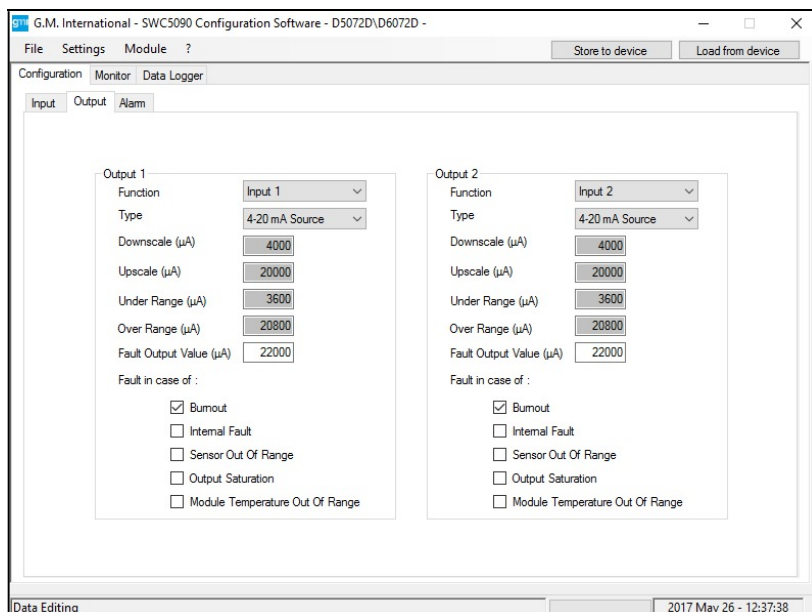 gmi G.M. International - SWC5090 Configuration Software - D5072D\D6072D -
File Settings Module ? Store to device Load from device
Configuration Monitor Data Logger
Input Output Alarm
Output 1
Function Input 1
Type 4-20 mA Source
Downscale (µA) 4000
Upscale (µA) 20000
Under Range (µA) 3600
Over Range (µA) 20800
Fault Output Value (µA) 22000
Fault in case of :
Burnout
Internal Fault
Sensor Out Of Range
Output Saturation
Module Temperature Out Of Range
Output 2
Function Input 2
Type 4-20 mA Source
Downscale (µA) 4000
Upscale (µA) 20000
Under Range (µA) 3600
Over Range (µA) 20800
Fault Output Value (µA) 22000
Fault in case of :
Burnout
Internal Fault
Sensor Out Of Range
Output Saturation
Module Temperature Out Of Range
Data Editing 2017 May 26 - 12:37:38